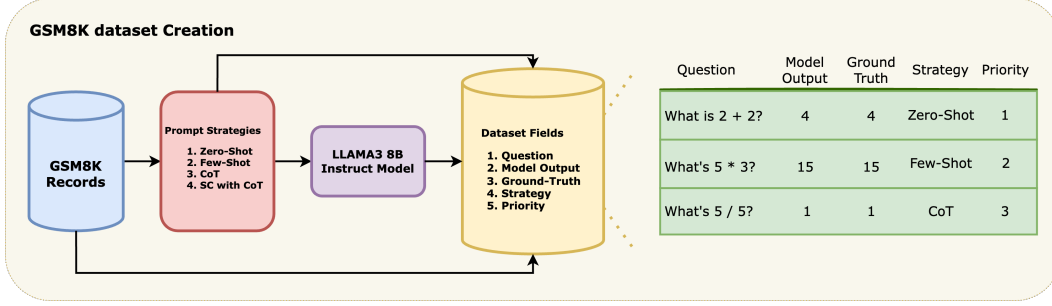 GSM8K dataset Creation
GSM8K
Records
Prompt Strategies
1. Zero-Shot
2. Few-Shot
3. CoT
4. SC with CoT
LLAMA3 8B
Instruct Model
Dataset Fields
1. Question
2. Model Output
3. Ground-Truth
4. Strategy
5. Priority
Question Model Output Ground Truth Strategy Priority
What is 2 + 2? 4 4 Zero-Shot 1
What's 5 * 3? 15 15 Few-Shot 2
What's 5 / 5? 1 1 CoT 3